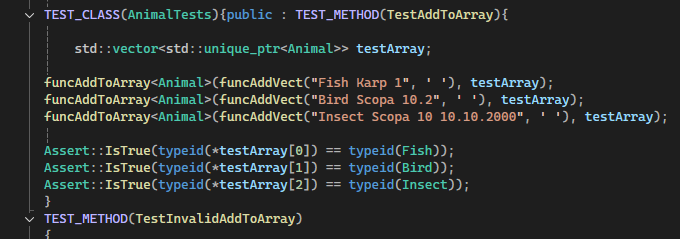 TEST_CLASS(AnimalTests){public : TEST_METHOD(TestAddToArray){
std::vector<std::unique_ptr<Animal>> testArray;
funcAddToArray<Animal>(funcAddVect("Fish Karp 1", ' '), testArray);
funcAddToArray<Animal>(funcAddVect("Bird Scopa 10.2", ' '), testArray);
funcAddToArray<Animal>(funcAddVect("Insect Scopa 10 10.10.2000", ' '), testArray);
Assert::IsTrue(typeid(*testArray[0]) == typeid(Fish));
Assert::IsTrue(typeid(*testArray[1]) == typeid(Bird));
Assert::IsTrue(typeid(*testArray[2]) == typeid(Insect));
}
TEST_METHOD(TestInvalidAddToArray)
{